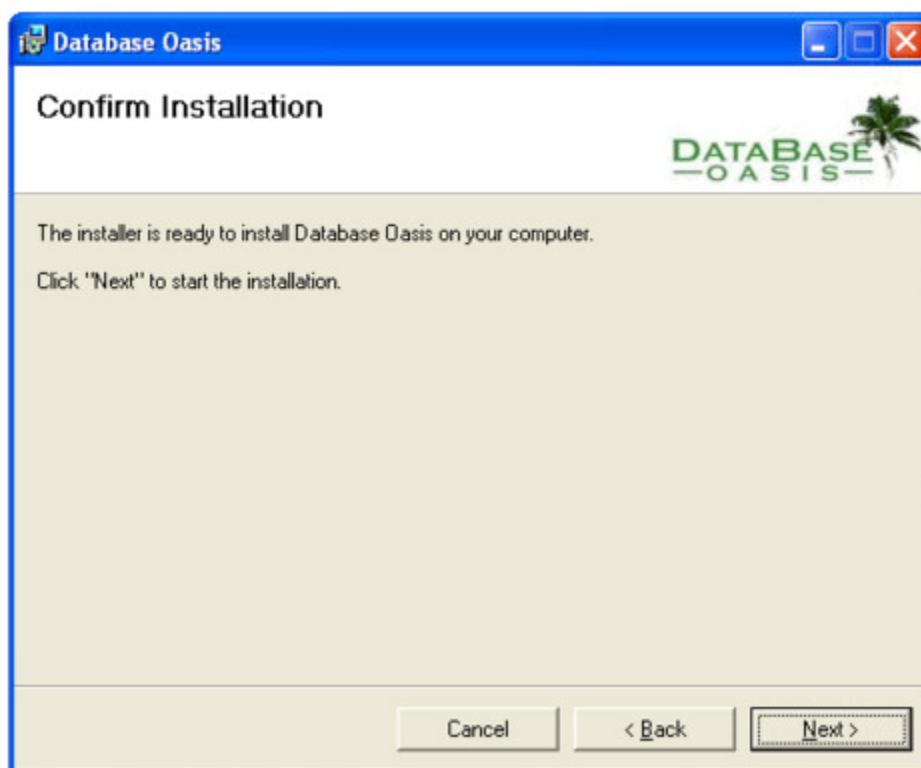 Database Oasis
Confirm Installation
DATABASE
OASIS
The installer is ready to install Database Oasis on your computer.
Click "Next" to start the installation.
Cancel
< Back
Next >